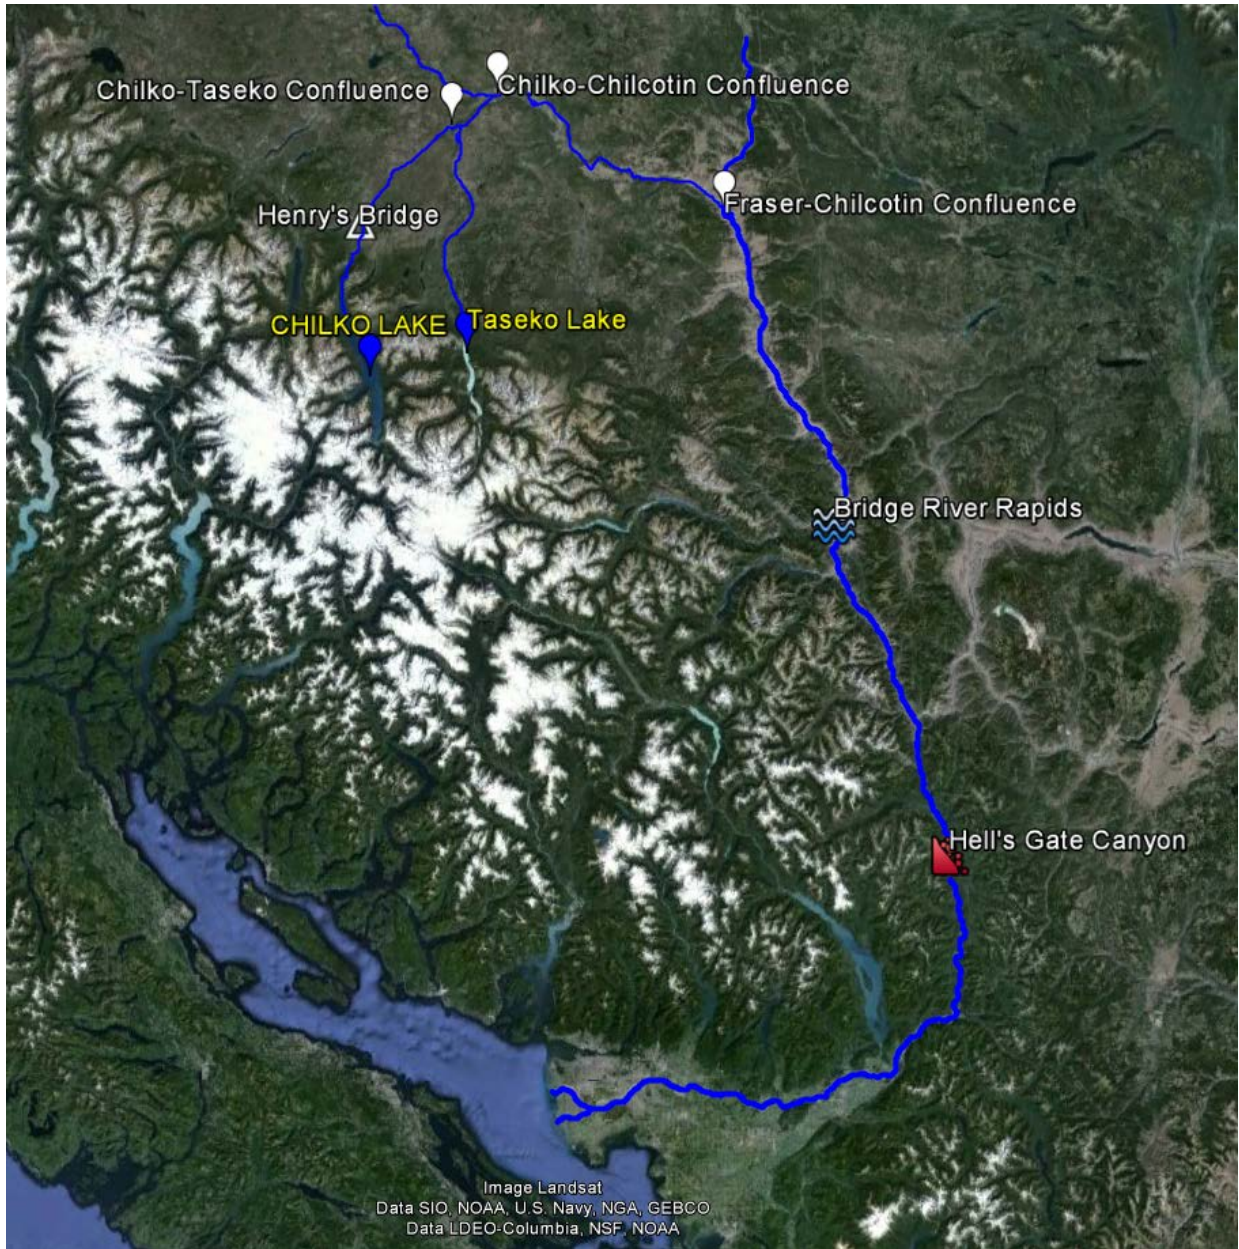 Chilko-Taseko Confluence
Chilko-Chilcotin Confluence
Fraser-Chilcotin Confluence
Henry's Bridge
CHILKO LAKE
Taseko Lake
Bridge River Rapids
Hell's Gate Canyon
Image Landsat
Data SIO, NOAA, U.S. Navy, NGA, GEBCO
Data LDEO-Columbia, NSF, NOAA